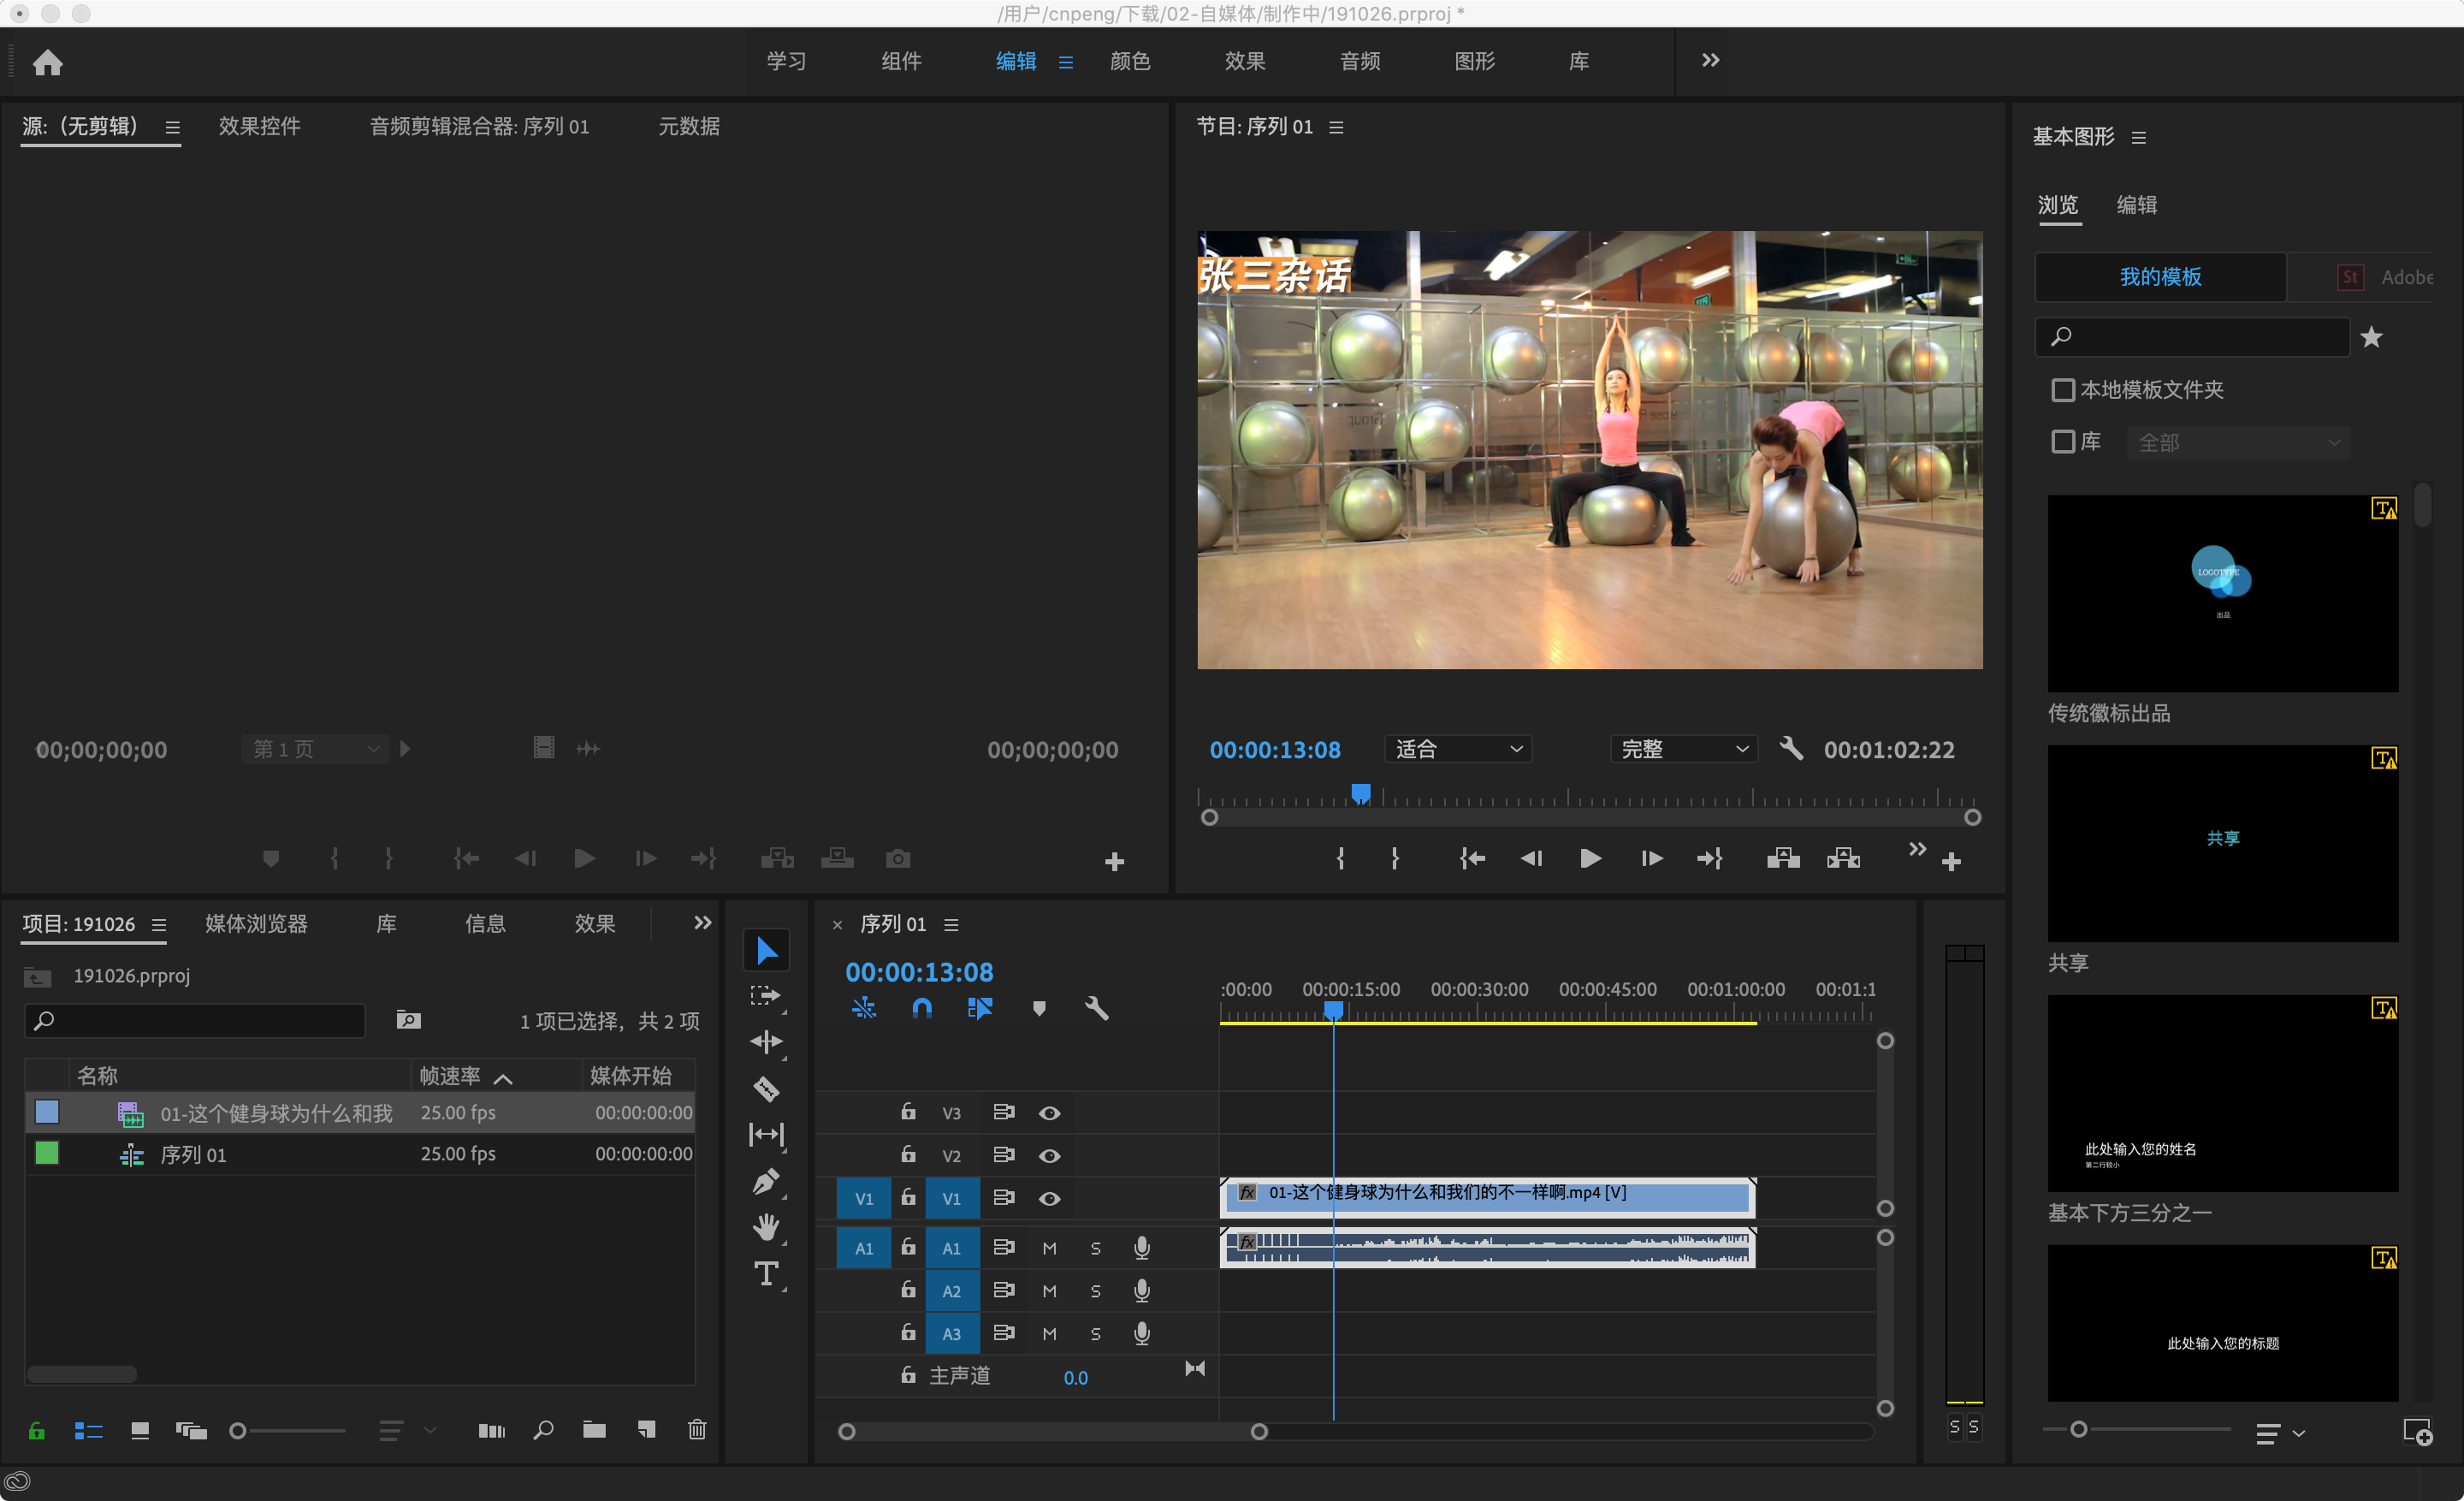 /用户/cnpeng/下载/02-自媒体/制作中/191026.prproj *
学习 组件 编辑 颜色 效果 音频 图形 库
源:（无剪辑） 效果控件 音频剪辑混合器: 序列 01 元数据
节目: 序列 01
基本图形
浏览 编辑
我的模板 St Adobe
本地模板文件夹
库 全部
张三杂话
LOGOTYPE
出品
传统徽标出品
00;00;00;00 第 1 页 00;00;00;00
00:00:13:08 适合 完整 00:01:02:22
共享
共享
项目: 191026 媒体浏览器 库 信息 效果
191026.prproj
1 项已选择，共 2 项
名称 帧速率 媒体开始
01-这个健身球为什么和我 25.00 fps 00:00:00:00
序列 01 25.00 fps 00:00:00:00
序列 01
00:00:13:08
:00:00 00:00:15:00 00:00:30:00 00:00:45:00 00:01:00:00 00:01:1
V3
V2
V1 V1 fx 01-这个健身球为什么和我们的不一样啊.mp4 [V]
A1 A1 M S fx
A2 M S
A3 M S
主声道 0.0
S S
此处输入您的姓名
第二行较小
基本下方三分之一
此处输入您的标题